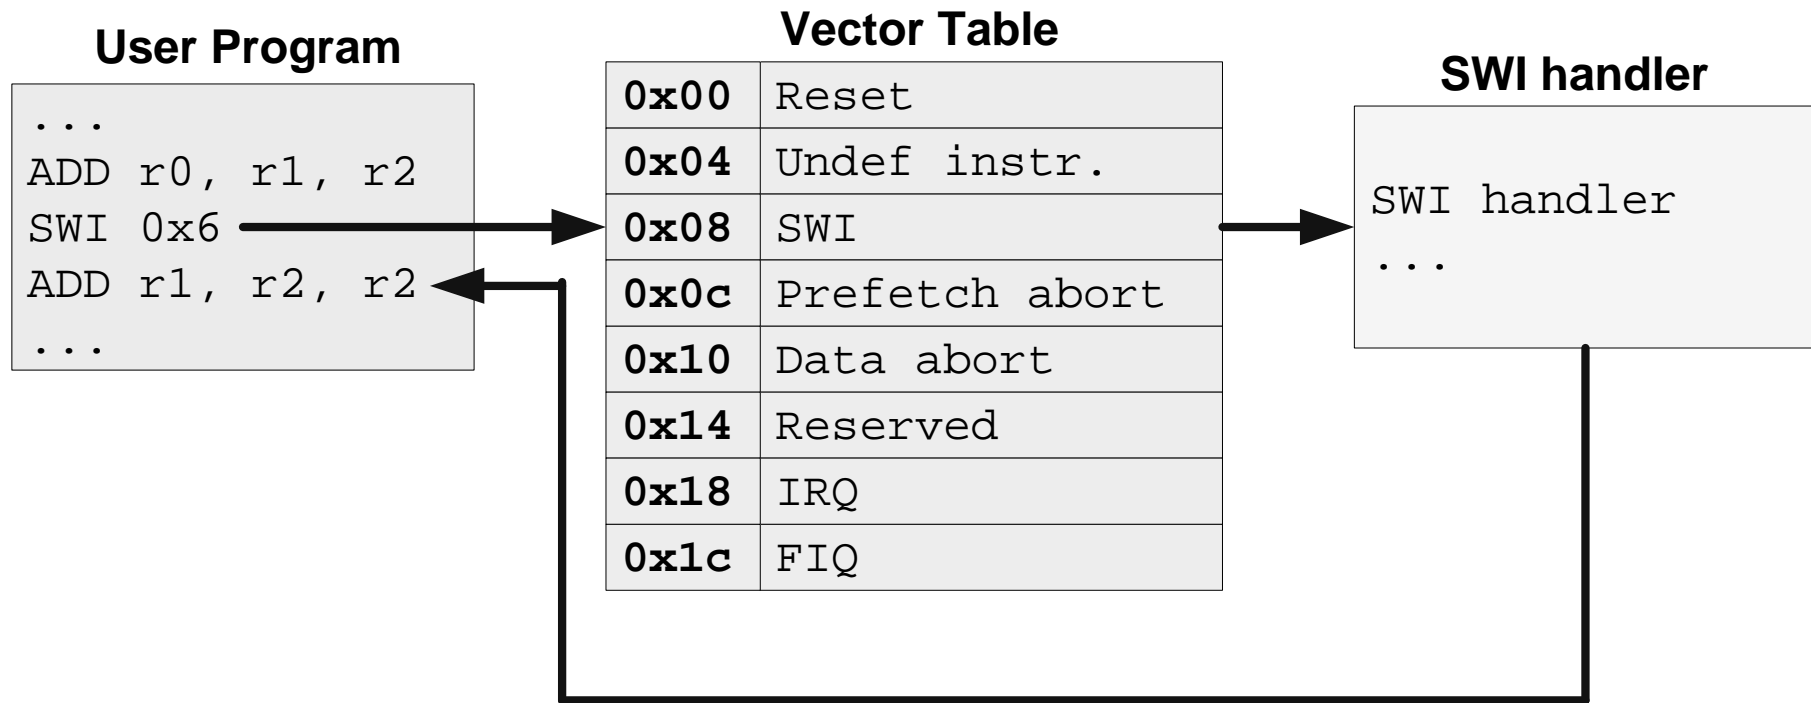 User Program
...
ADD r0, r1, r2
SWI 0x6
ADD r1, r2, r2
...
Vector Table
0x00 Reset
0x04 Undef instr.
0x08 SWI
0x0c Prefetch abort
0x10 Data abort
0x14 Reserved
0x18 IRQ
0x1c FIQ
SWI handler
SWI handler
...